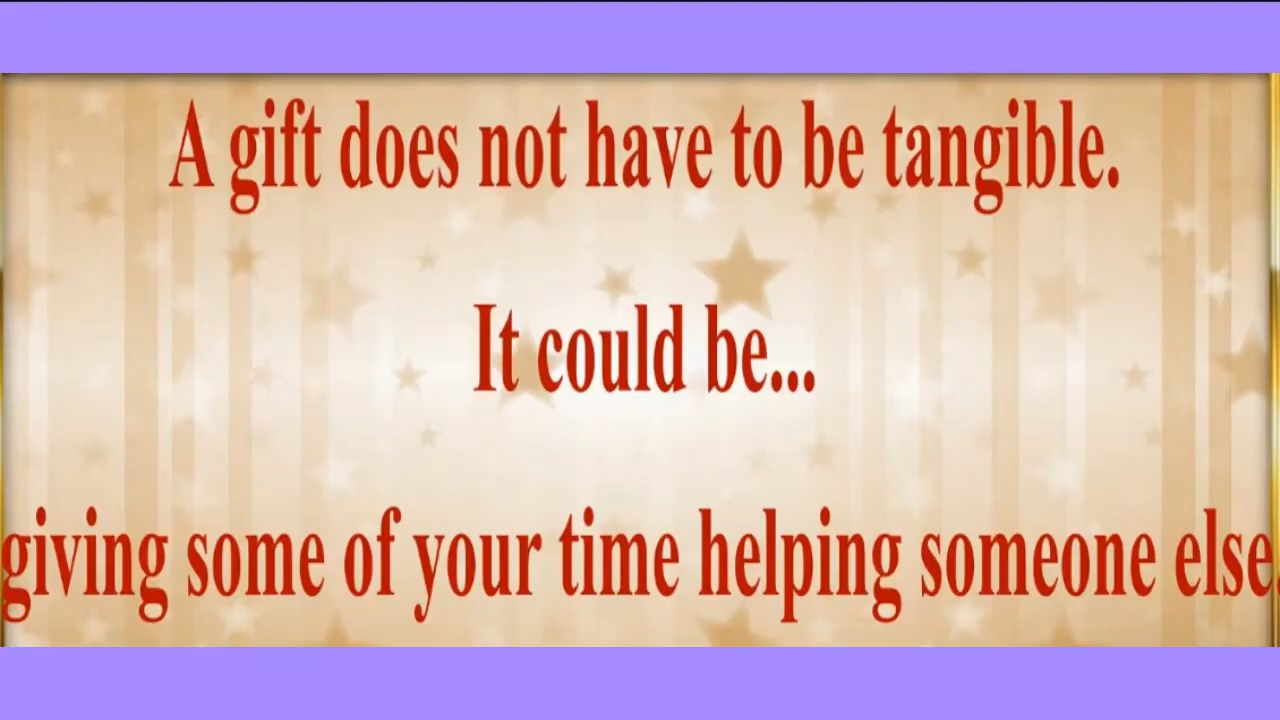 A gift does not have to be tangible.
It could be...
giving some of your time helping someone else.